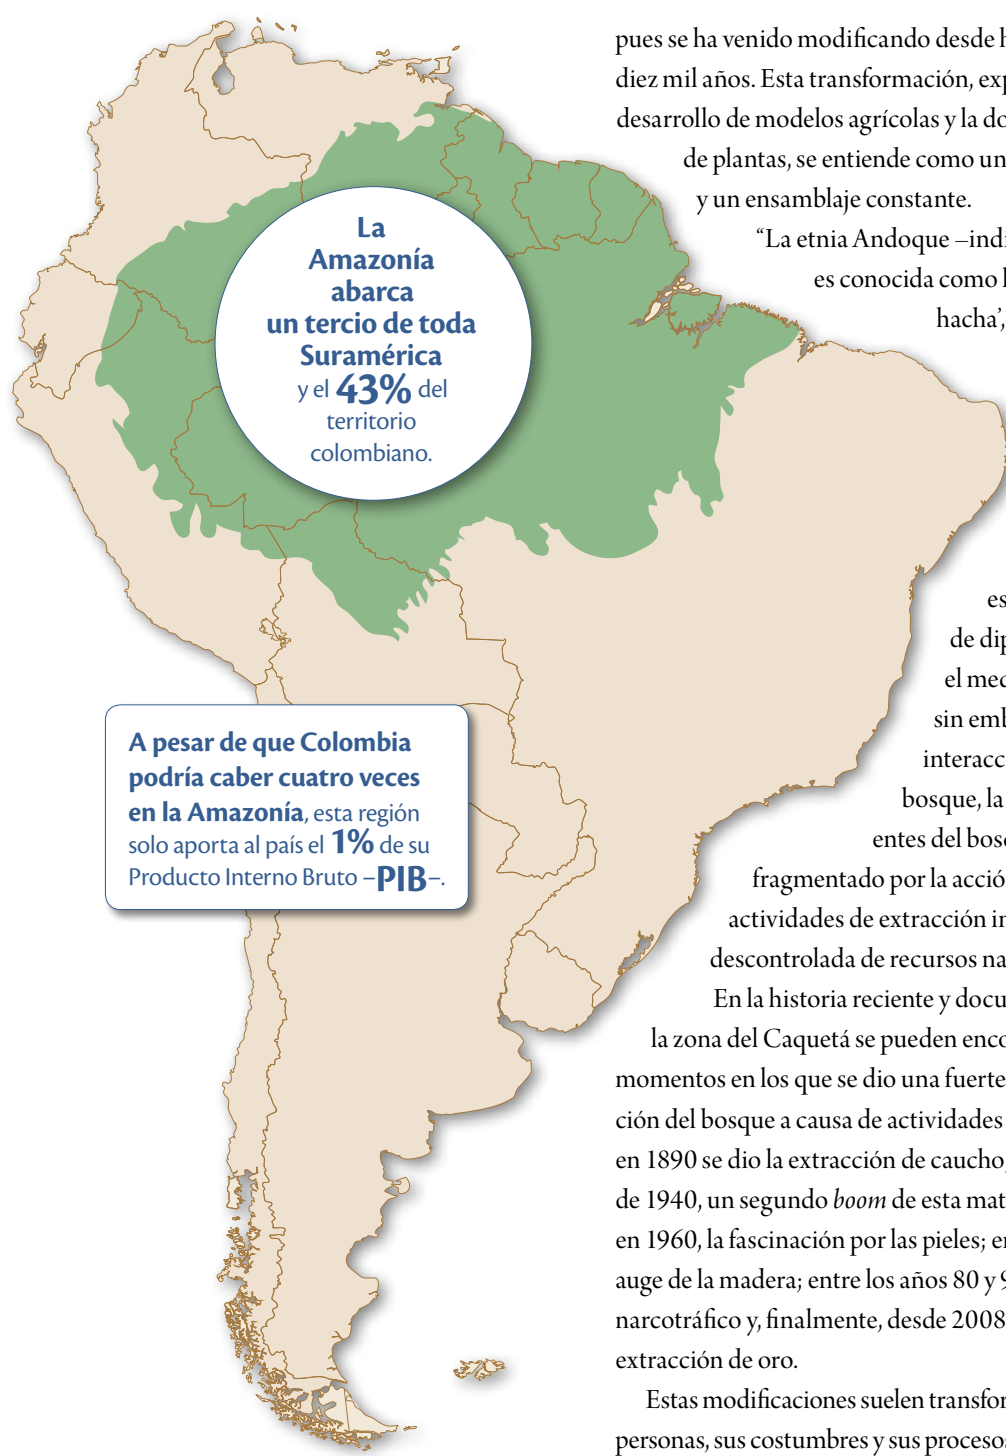 La
Amazonía
abarca
un tercio de toda
Suramérica
y el 43% del
territorio
colombiano.
A pesar de que Colombia
podría caber cuatro veces
en la Amazonía, esta región
solo aporta al país el 1% de su
Producto Interno Bruto –PIB–.
pues se ha venido modificando desde h
diez mil años. Esta transformación, exp
desarrollo de modelos agrícolas y la do
de plantas, se entiende como un
y un ensamblaje constante.
“La etnia Andoque –indi
es conocida como l
hacha’,
es
de dip
el med
sin emb
interacci
bosque, la
entes del bosq
fragmentado por la acción
actividades de extracción in
descontrolada de recursos na
En la historia reciente y docu
la zona del Caquetá se pueden enco
momentos en los que se dio una fuerte
ción del bosque a causa de actividades
en 1890 se dio la extracción de caucho,
de 1940, un segundo boom de esta mat
en 1960, la fascinación por las pieles; en
auge de la madera; entre los años 80 y 9
narcotráfico y, finalmente, desde 2008
extracción de oro.
Estas modificaciones suelen transfor
personas, sus costumbres y sus procesos